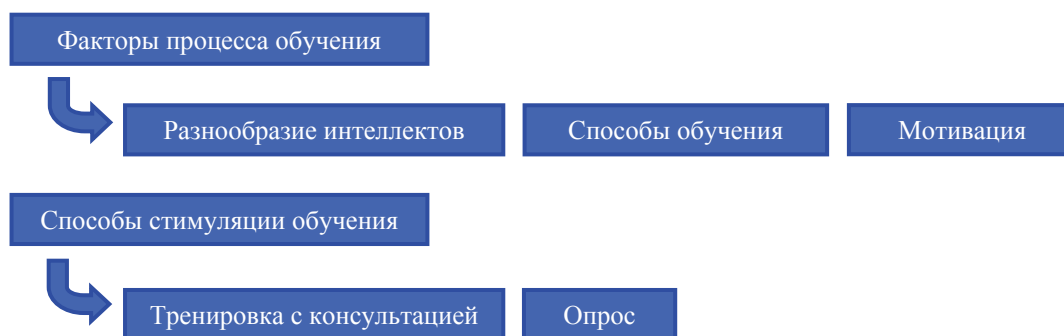 Факторы процесса обучения
Разнообразие интеллектов Способы обучения Мотивация
Способы стимуляции обучения
Тренировка с консультацией Опрос